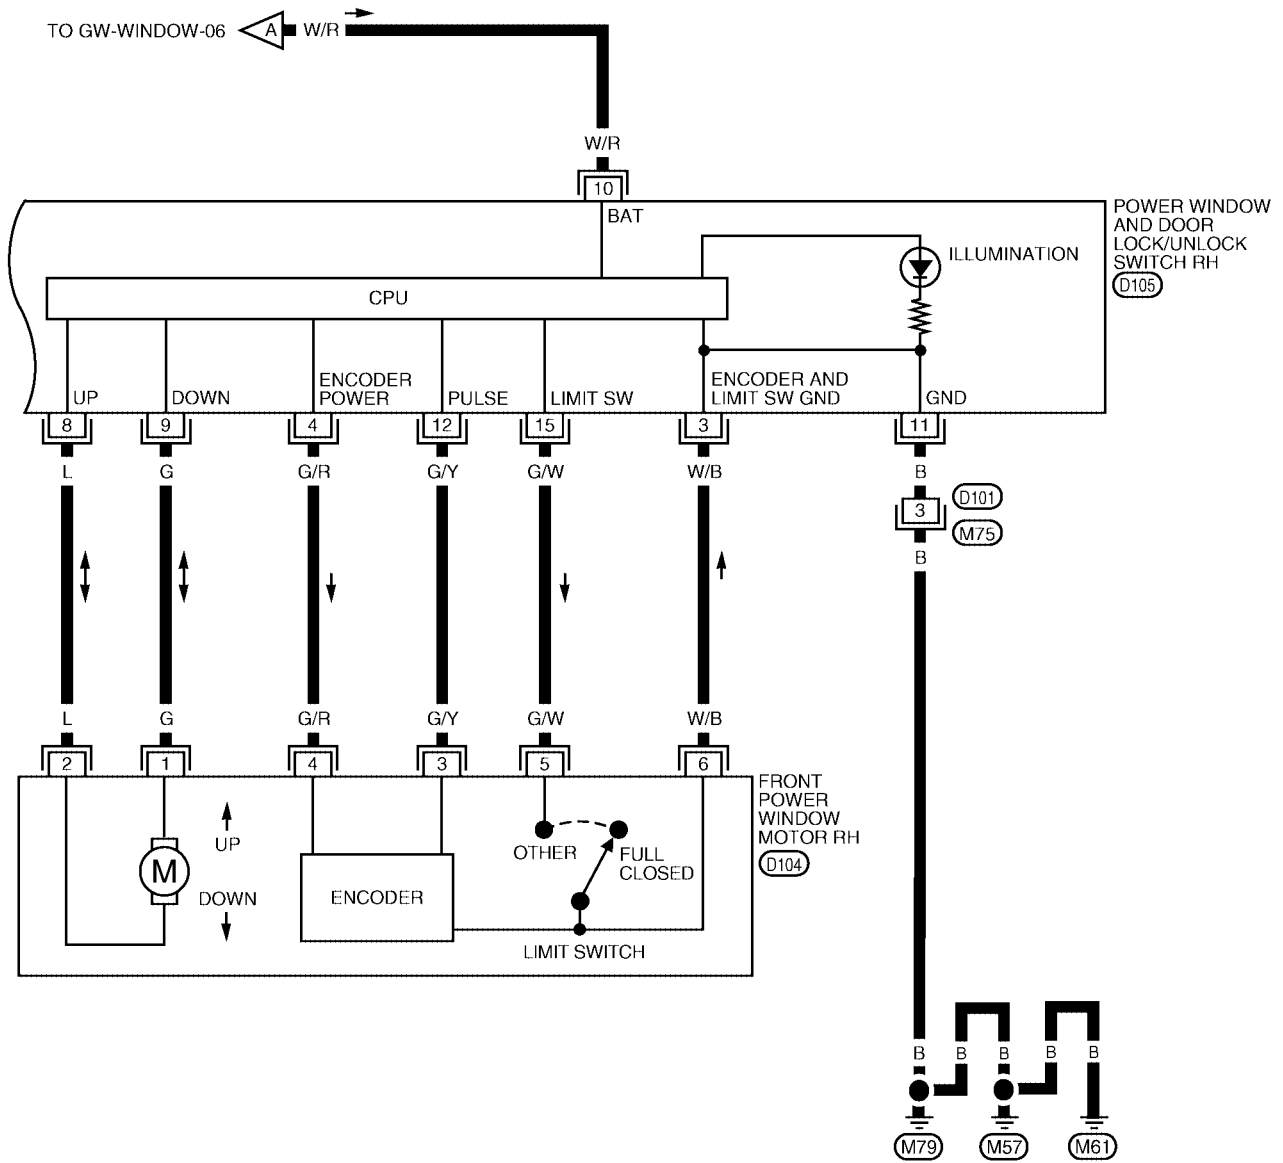 TO GW-WINDOW-06
A
W/R
W/R
10
BAT
POWER WINDOW
AND DOOR
LOCK/UNLOCK
SWITCH RH
D105
ILLUMINATION
CPU
UP
DOWN
ENCODER
POWER
PULSE
LIMIT SW
ENCODER AND
LIMIT SW GND
GND
8
9
4
12
15
3
11
L
G
G/R
G/Y
G/W
W/B
B
3
D101
M75
B
L
G
G/R
G/Y
G/W
W/B
2
1
4
3
5
6
FRONT
POWER
WINDOW
MOTOR RH
D104
UP
M
DOWN
ENCODER
OTHER
FULL
CLOSED
LIMIT SWITCH
B
B
B
B
B
M79
M57
M61